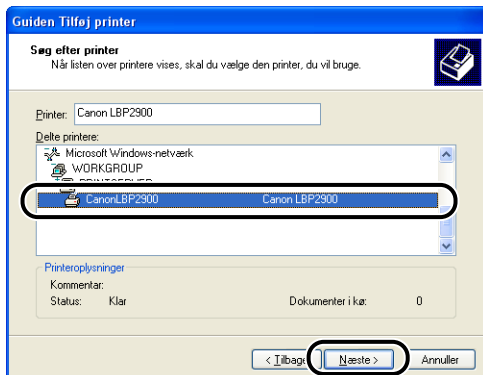 Guiden Tilføj printer
Søg efter printer
Når listen over printere vises, skal du vælge den printer, du vil bruge.
Printer: Canon LBP2900
Delte printere:
Microsoft Windows-netværk
WORKGROUP
PRINTSERVER
CanonLBP2900 Canon LBP2900
Printeroplysninger
Kommentar:
Status: Klar Dokumenter i kø: 0
< Tilbage Næste > Annuller